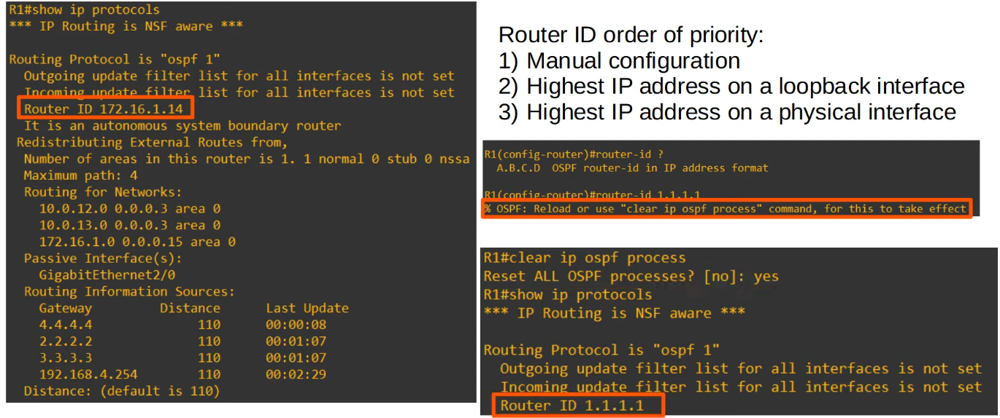 R1#show ip protocols
*** IP Routing is NSF aware ***
Routing Protocol is "ospf 1"
Outgoing update filter list for all interfaces is not set
Incoming update filter list for all interfaces is not set
Router ID 172.16.1.14
It is an autonomous system boundary router
Redistributing External Routes from,
Number of areas in this router is 1. 1 normal 0 stub 0 nssa
Maximum path: 4
Routing for Networks:
10.0.12.0 0.0.0.3 area 0
10.0.13.0 0.0.0.3 area 0
172.16.1.0 0.0.0.15 area 0
Passive Interface(s):
GigabitEthernet2/0
Routing Information Sources:
Gateway Distance Last Update
4.4.4.4 110 00:00:08
2.2.2.2 110 00:01:07
3.3.3.3 110 00:01:07
192.168.4.254 110 00:02:29
Distance: (default is 110)
Router ID order of priority:
1) Manual configuration
2) Highest IP address on a loopback interface
3) Highest IP address on a physical interface
R1(config-router)#router-id ?
A.B.C.D OSPF router-id in IP address format
R1(config-router)#router-id 1.1.1.1
% OSPF: Reload or use "clear ip ospf process" command, for this to take effect
R1#clear ip ospf process
Reset ALL OSPF processes? [no]: yes
R1#show ip protocols
*** IP Routing is NSF aware ***
Routing Protocol is "ospf 1"
Outgoing update filter list for all interfaces is not set
Incoming update filter list for all interfaces is not set
Router ID 1.1.1.1